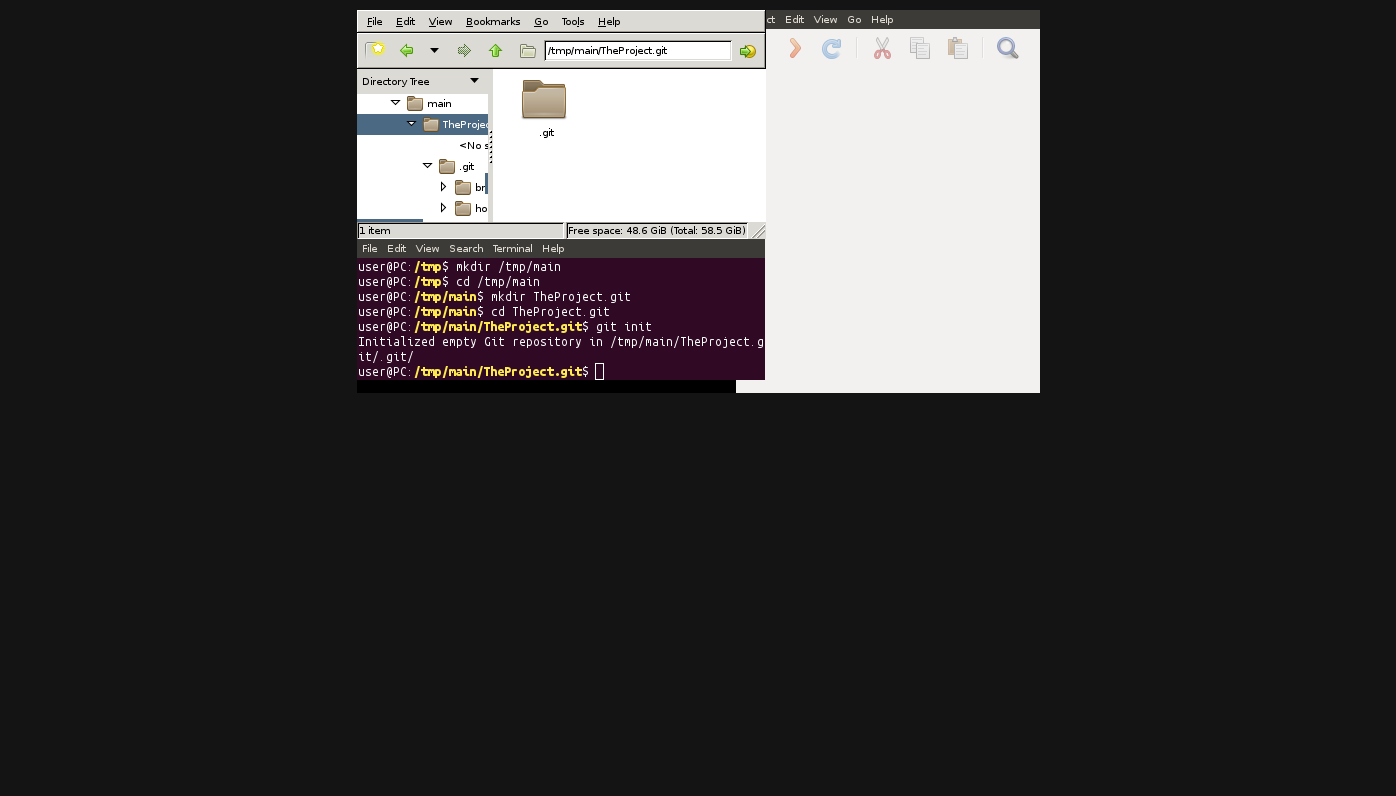 File Edit View Bookmarks Go Tools Help
ct Edit View Go Help
/tmp/main/TheProject.git
Directory Tree
main
TheProjec
<No s
.git
br
ho
.git
1 item
Free space: 48.6 GiB (Total: 58.5 GiB)
File Edit View Search Terminal Help
user@PC:/tmp$ mkdir /tmp/main
user@PC:/tmp$ cd /tmp/main
user@PC:/tmp/main$ mkdir TheProject.git
user@PC:/tmp/main$ cd TheProject.git
user@PC:/tmp/main/TheProject.git$ git init
Initialized empty Git repository in /tmp/main/TheProject.g
it/.git/
user@PC:/tmp/main/TheProject.git$